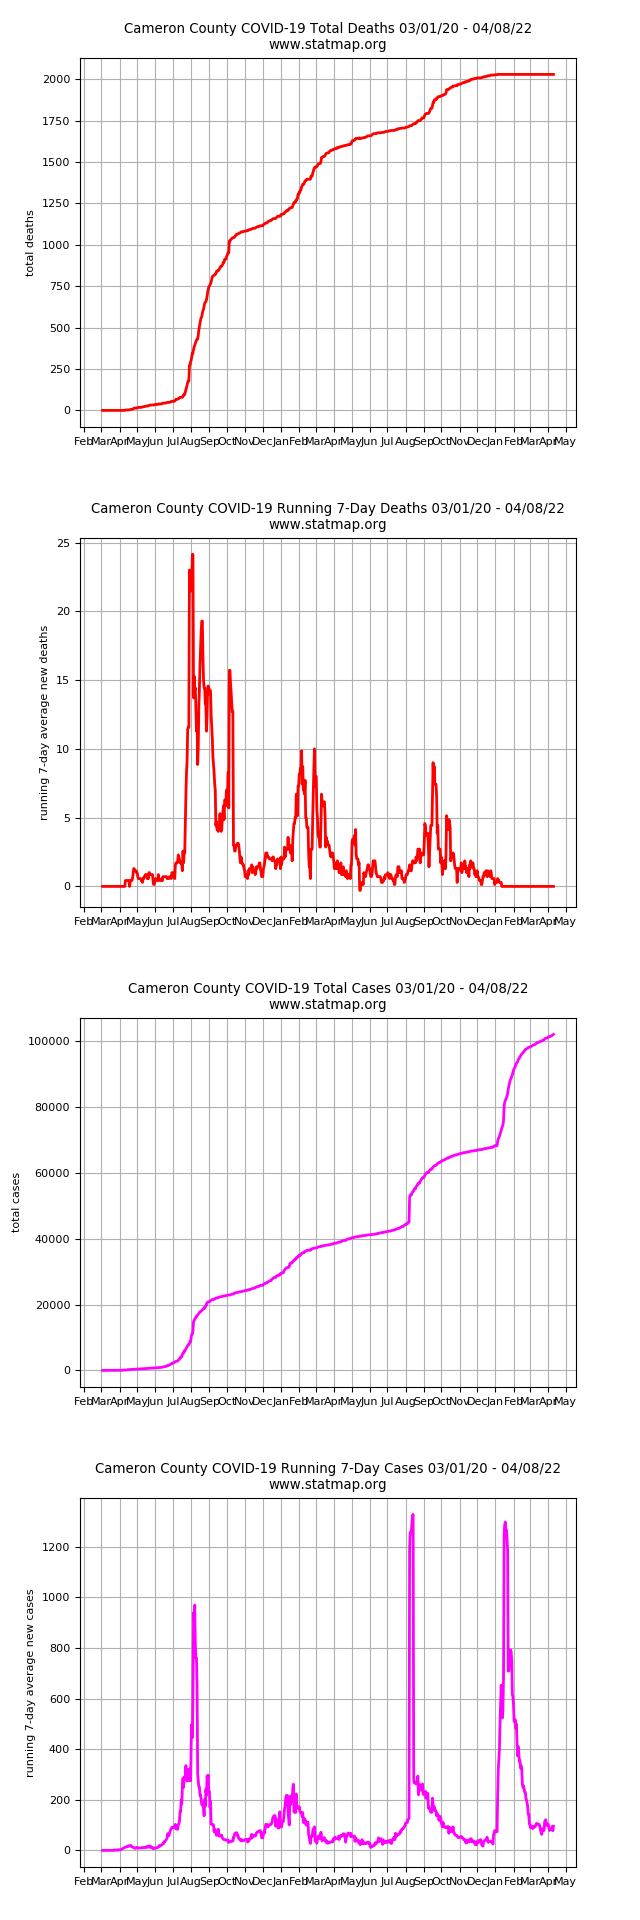 Cameron County COVID-19 Total Deaths 03/01/20 - 04/08/22
www.statmap.org
2000
1750
1500
1250
1000
750
500
250
0
total deaths
Feb Mar Apr May Jun Jul Aug Sep Oct Nov Dec Jan Feb Mar Apr May Jun Jul Aug Sep Oct Nov Dec Jan Feb Mar Apr May
Cameron County COVID-19 Running 7-Day Deaths 03/01/20 - 04/08/22
www.statmap.org
25
20
15
10
5
0
running 7-day average new deaths
Feb Mar Apr May Jun Jul Aug Sep Oct Nov Dec Jan Feb Mar Apr May Jun Jul Aug Sep Oct Nov Dec Jan Feb Mar Apr May
Cameron County COVID-19 Total Cases 03/01/20 - 04/08/22
www.statmap.org
100000
80000
60000
40000
20000
0
total cases
Feb Mar Apr May Jun Jul Aug Sep Oct Nov Dec Jan Feb Mar Apr May Jun Jul Aug Sep Oct Nov Dec Jan Feb Mar Apr May
Cameron County COVID-19 Running 7-Day Cases 03/01/20 - 04/08/22
www.statmap.org
1200
1000
800
600
400
200
0
running 7-day average new cases
Feb Mar Apr May Jun Jul Aug Sep Oct Nov Dec Jan Feb Mar Apr May Jun Jul Aug Sep Oct Nov Dec Jan Feb Mar Apr May